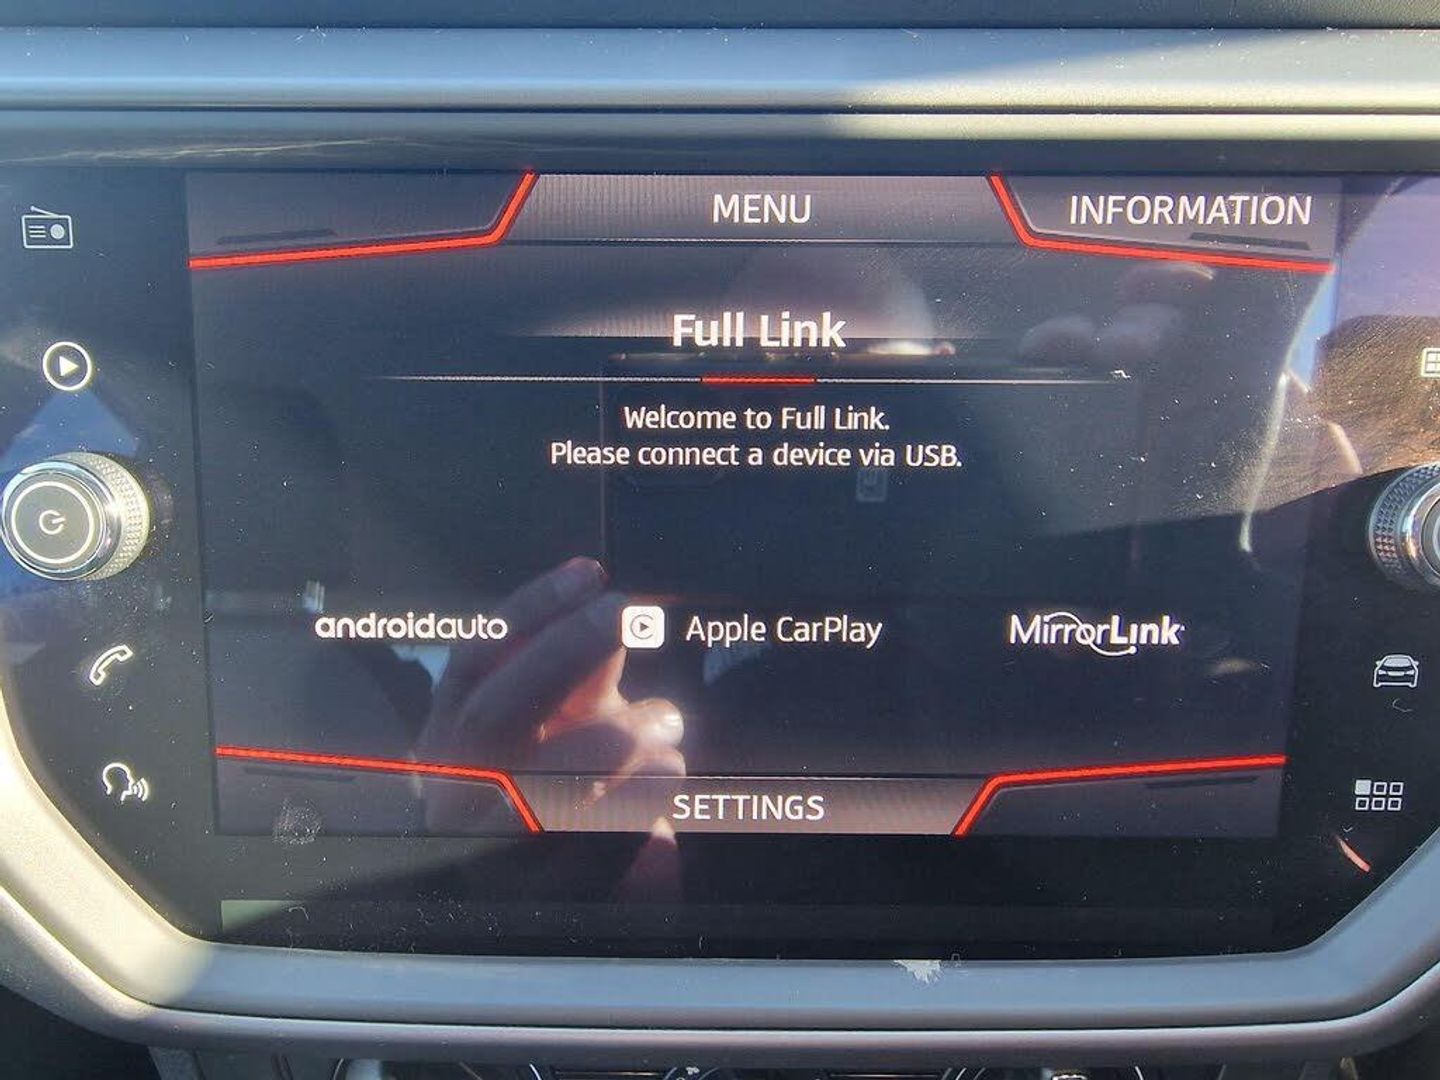 MENU
INFORMATION
Full Link
Welcome to Full Link.
Please connect a device via USB.
androidauto
Apple CarPlay
MirrorLink
SETTINGS